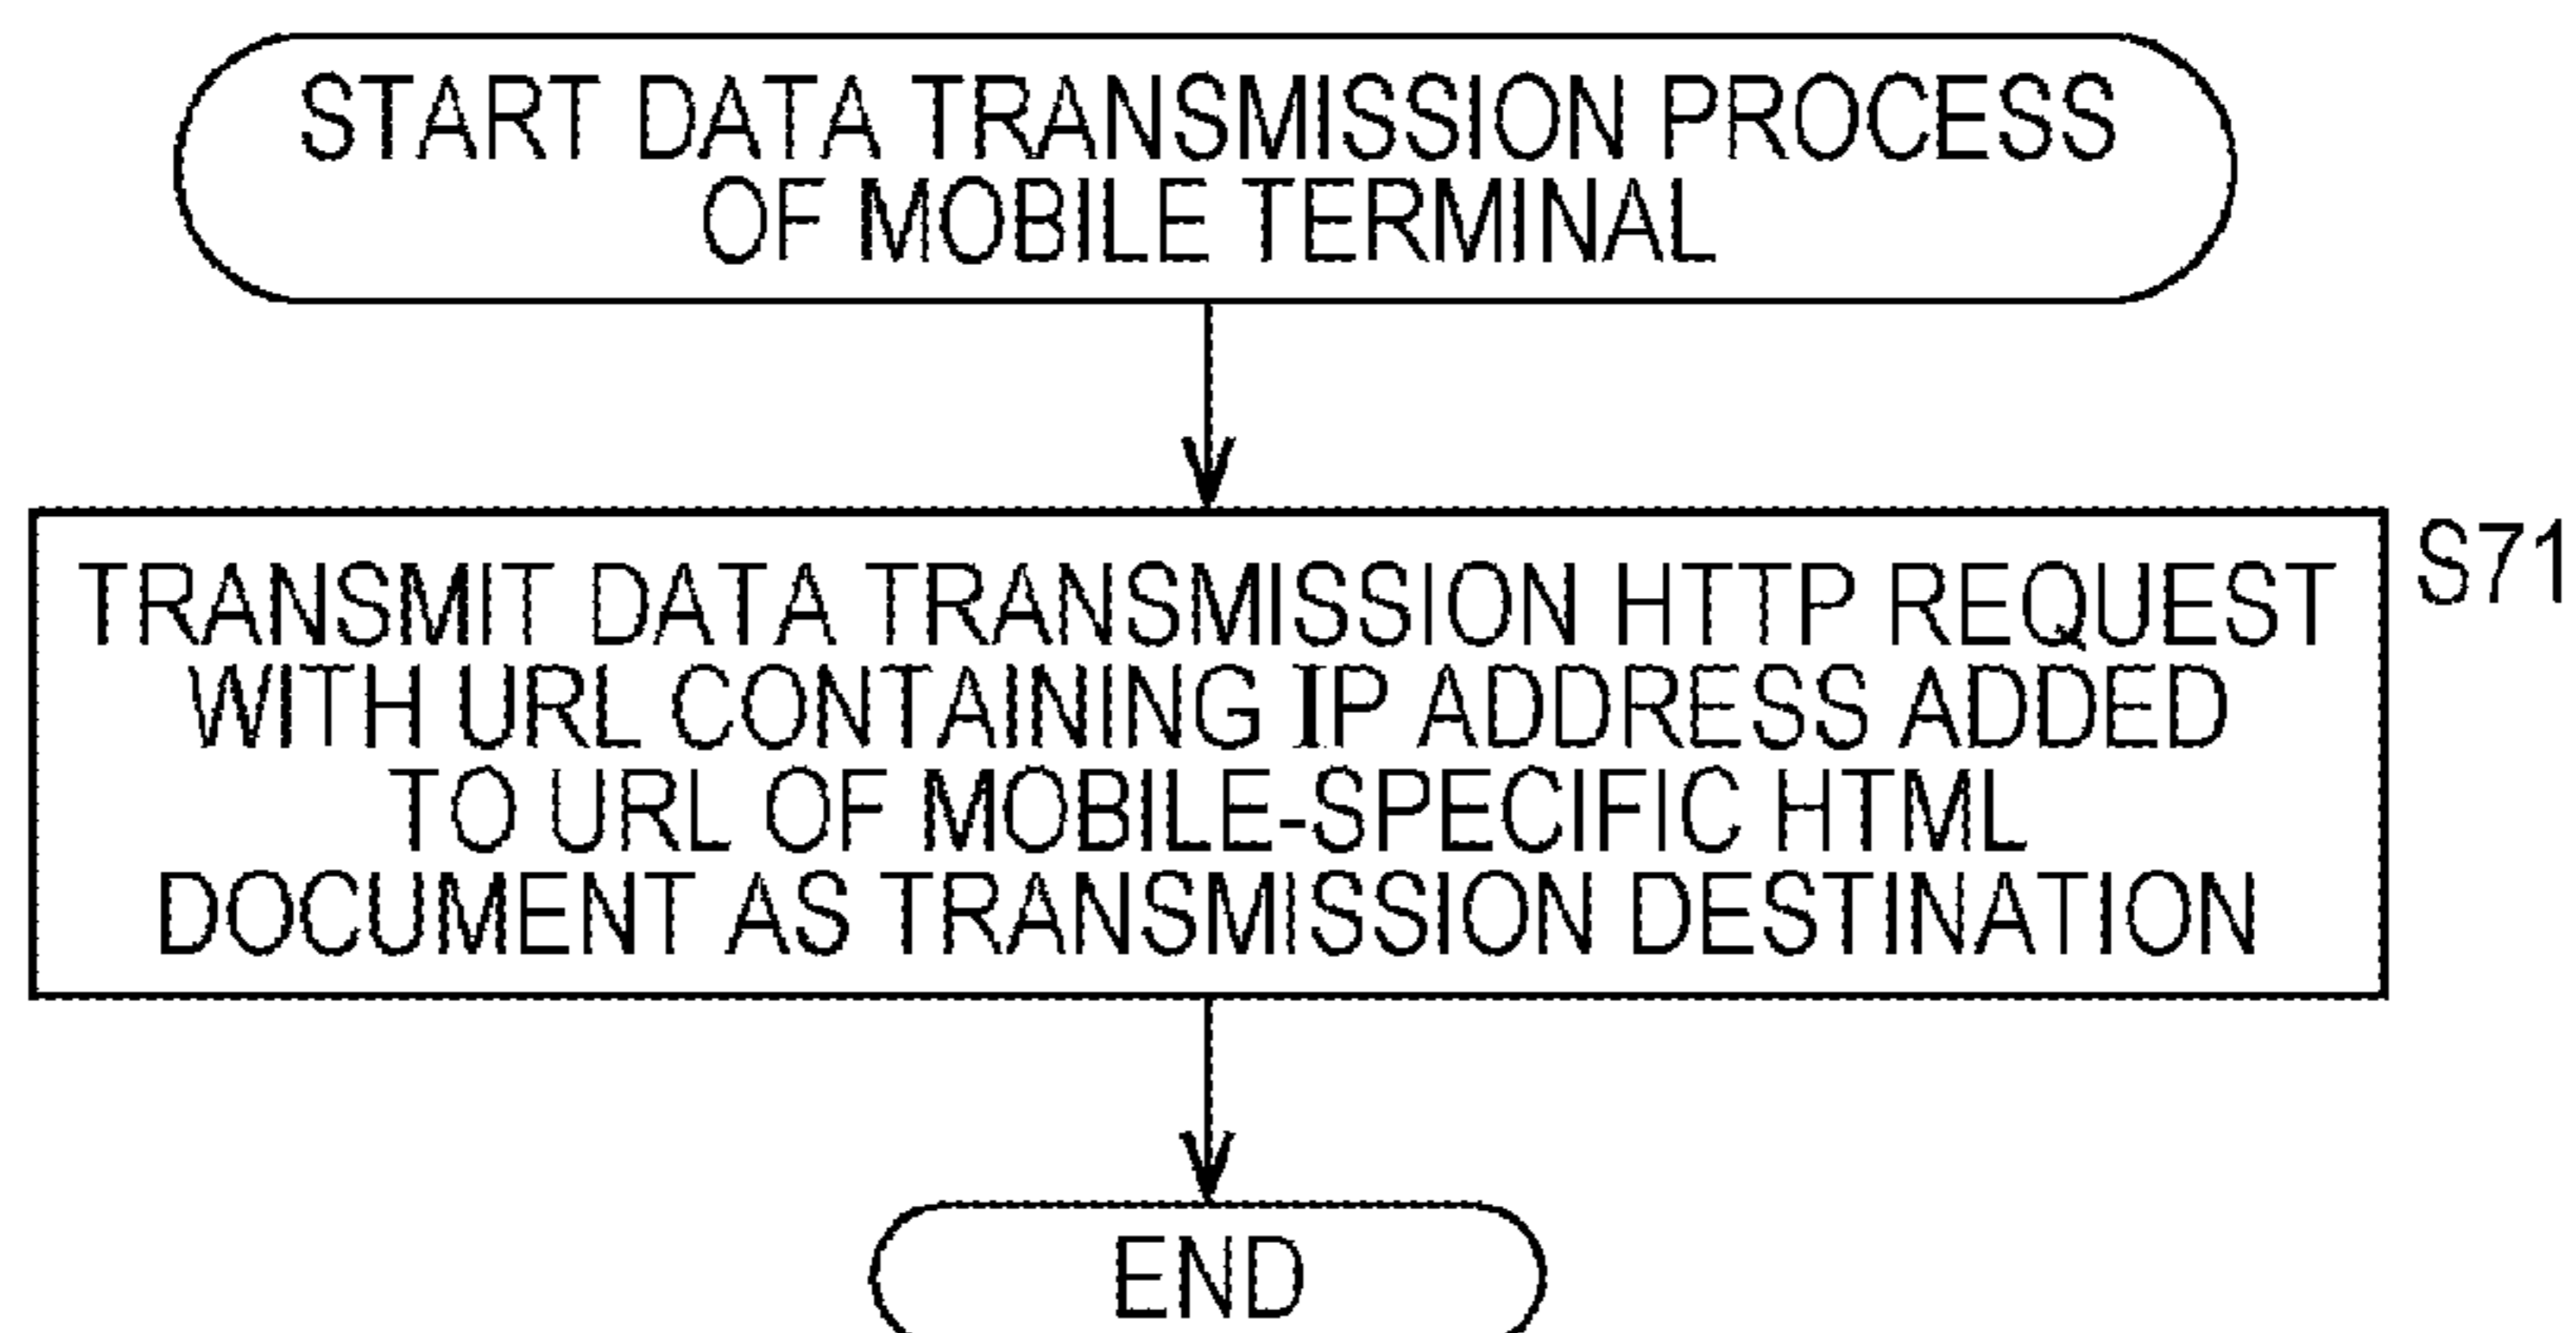 START DATA TRANSMISSION PROCESS
OF MOBILE TERMINAL
TRANSMIT DATA TRANSMISSION HTTP REQUEST
WITH URL CONTAINING IP ADDRESS ADDED
TO URL OF MOBILE-SPECIFIC HTML
DOCUMENT AS TRANSMISSION DESTINATION
S71
END